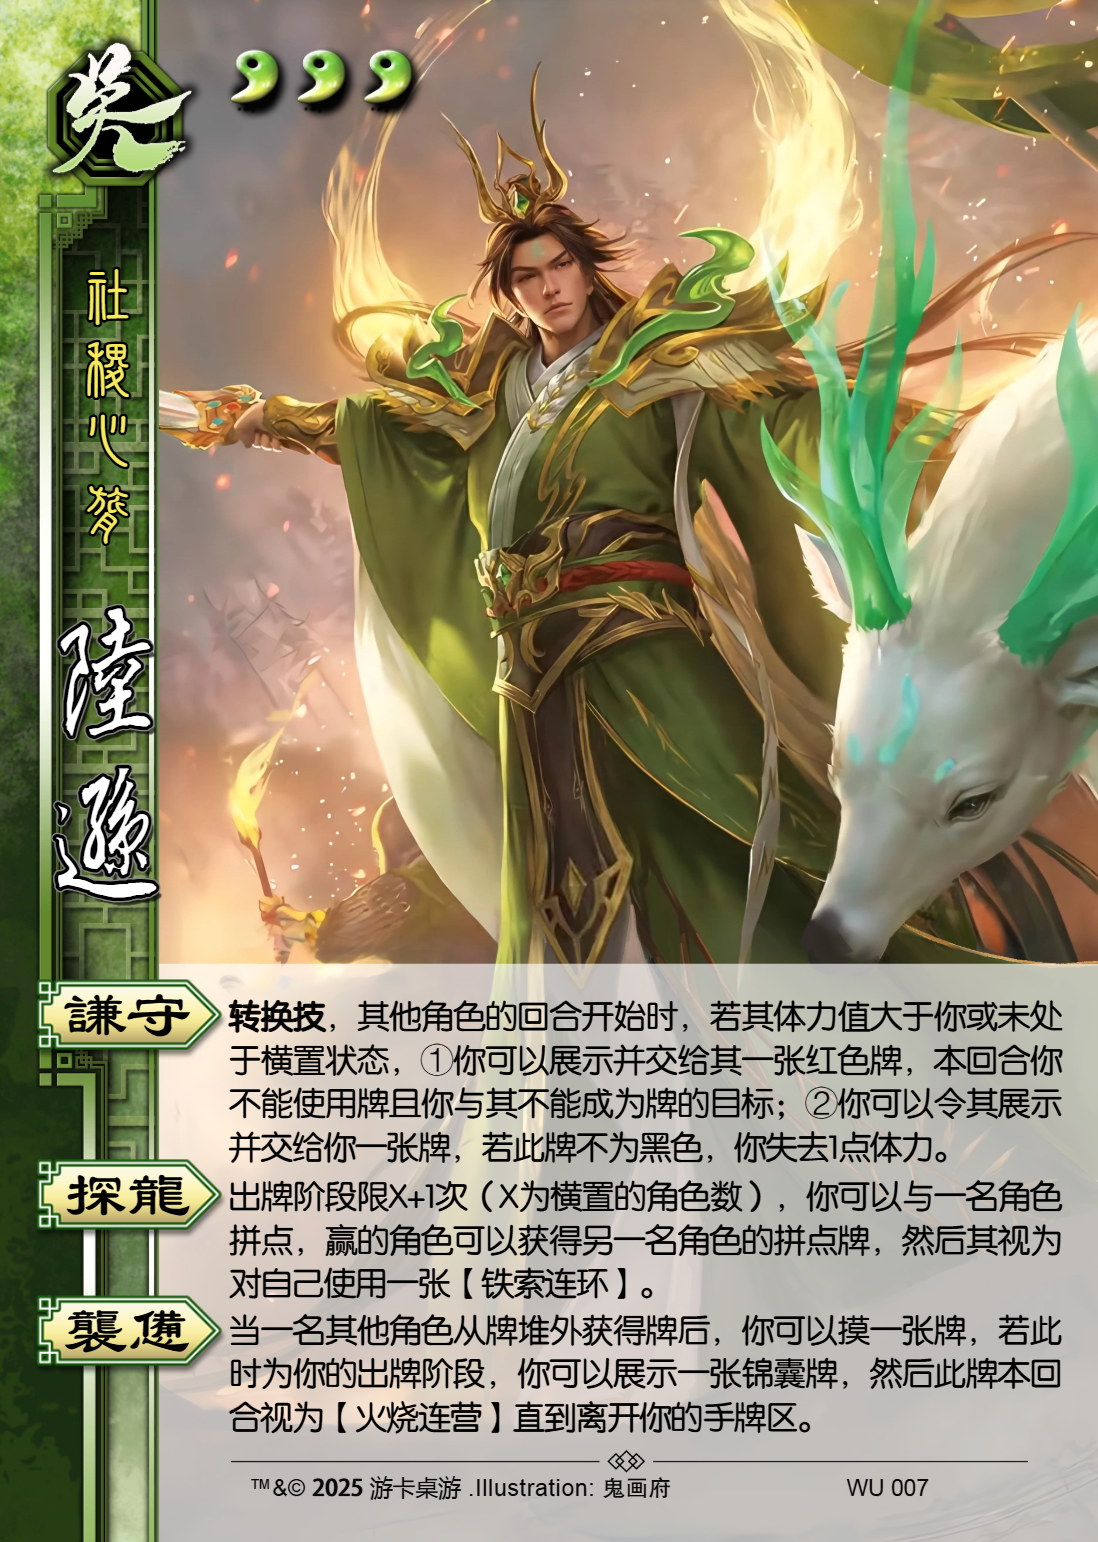 吴
社稷心膂
陸遜
謙守
转换技，其他角色的回合开始时，若其体力值大于你或未处
于横置状态，①你可以展示并交给其一张红色牌，本回合你
不能使用牌且你与其不能成为牌的目标；②你可以令其展示
并交给你一张牌，若此牌不为黑色，你失去1点体力。
探龍
出牌阶段限X+1次（X为横置的角色数），你可以与一名角色
拼点，赢的角色可以获得另一名角色的拼点牌，然后其视为
对自己使用一张【铁索连环】。
襲備
当一名其他角色从牌堆外获得牌后，你可以摸一张牌，若此
时为你的出牌阶段，你可以展示一张锦囊牌，然后此牌本回
合视为【火烧连营】直到离开你的手牌区。
™&© 2025 游卡桌游 .Illustration: 鬼画府 WU 007